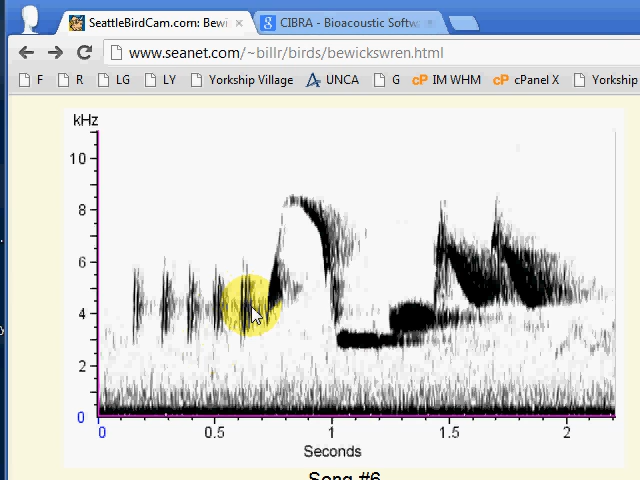 SeattleBirdCam.com: Bewi
CIBRA - Bioacoustic Softw
www.seanet.com/~billr/birds/bewickswren.html
F R LG LY Yorkship Village UNCA G IM WHM cPanel X Yorkship
kHz
10
8
6
4
2
0
0 0.5 1 1.5 2
Seconds
Song #6